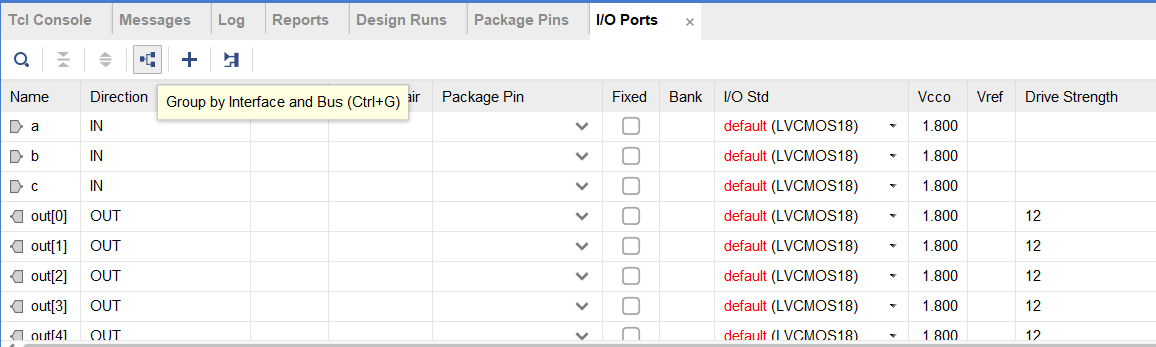 Tcl Console Messages Log Reports Design Runs Package Pins I/O Ports ×
Group by Interface and Bus (Ctrl+G)
Name Direction air Package Pin Fixed Bank I/O Std Vcco Vref Drive Strength
a IN default (LVCMOS18) 1.800
b IN default (LVCMOS18) 1.800
c IN default (LVCMOS18) 1.800
out[0] OUT default (LVCMOS18) 1.800 12
out[1] OUT default (LVCMOS18) 1.800 12
out[2] OUT default (LVCMOS18) 1.800 12
out[3] OUT default (LVCMOS18) 1.800 12
out[4] OUT default (LVCMOS18) 1.800 12